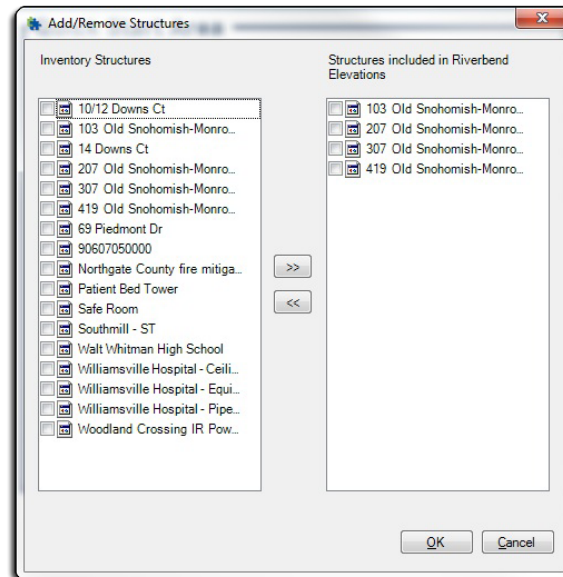 Add/Remove Structures
Inventory Structures
10/12 Downs Ct
103 Old Snohomish-Monro...
14 Downs Ct
207 Old Snohomish-Monro...
307 Old Snohomish-Monro...
419 Old Snohomish-Monro...
69 Piedmont Dr
90607050000
Northgate County fire mitiga...
Patient Bed Tower
Safe Room
Southmill - ST
Walt Whitman High School
Williamsville Hospital - Ceili...
Williamsville Hospital - Equi...
Williamsville Hospital - Pipe...
Woodland Crossing IR Pow...
>>
<<
Structures included in Riverbend
Elevations
103 Old Snohomish-Monro...
207 Old Snohomish-Monro...
307 Old Snohomish-Monro...
419 Old Snohomish-Monro...
OK
Cancel